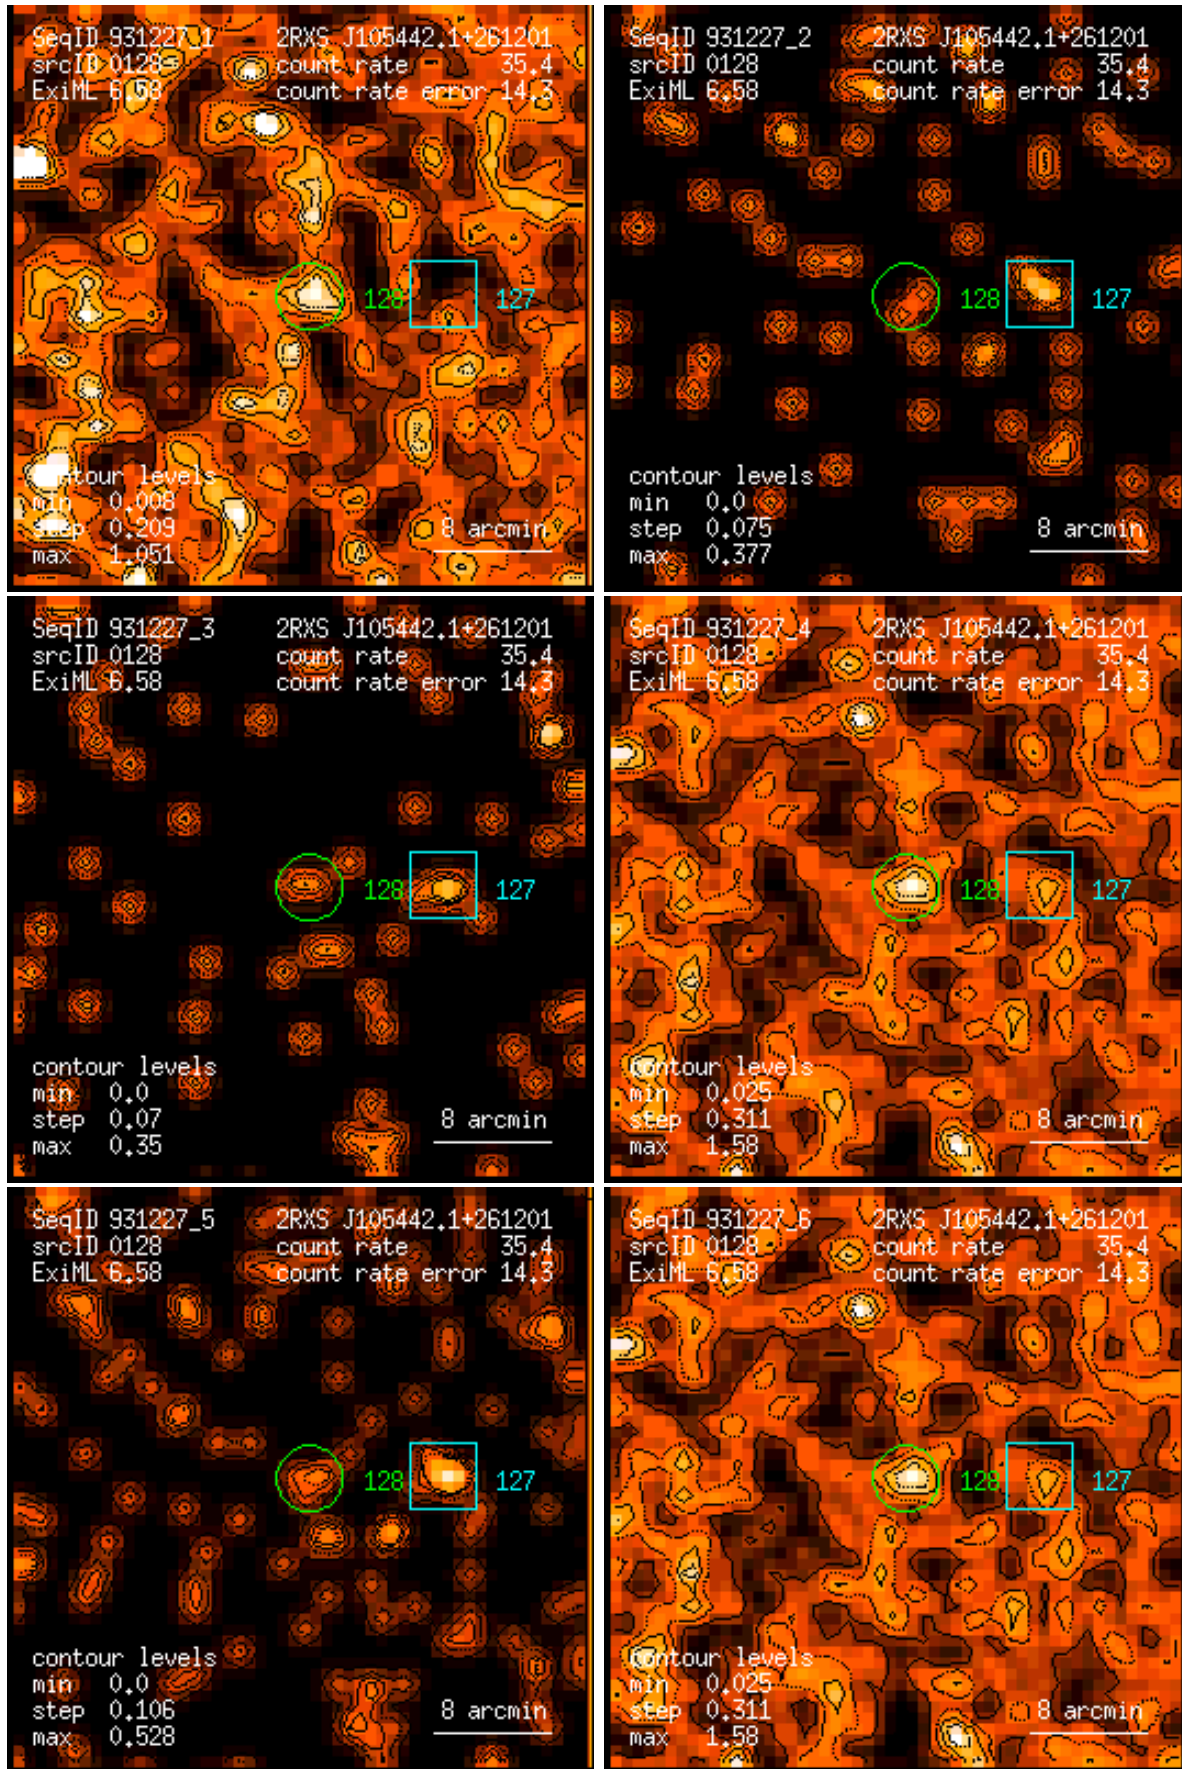 SeqID 931227_1 2RXS J105442.1+261201
srcID 0128 count rate 35.4
ExiML 6.58 count rate error 14.3
128 127
contour levels
min 0.008
step 0.209 8 arcmin
max 1.051
SeqID 931227_2 2RXS J105442.1+261201
srcID 0128 count rate 35.4
ExiML 6.58 count rate error 14.3
128 127
contour levels
min 0.0
step 0.075 8 arcmin
max 0.377
SeqID 931227_3 2RXS J105442.1+261201
srcID 0128 count rate 35.4
ExiML 6.58 count rate error 14.3
128 127
contour levels
min 0.0
step 0.07 8 arcmin
max 0.35
SeqID 931227_4 2RXS J105442.1+261201
srcID 0128 count rate 35.4
ExiML 6.58 count rate error 14.3
128 127
contour levels
min 0.025
step 0.311 8 arcmin
max 1.58
SeqID 931227_5 2RXS J105442.1+261201
srcID 0128 count rate 35.4
ExiML 6.58 count rate error 14.3
128 127
contour levels
min 0.0
step 0.106 8 arcmin
max 0.528
SeqID 931227_6 2RXS J105442.1+261201
srcID 0128 count rate 35.4
ExiML 6.58 count rate error 14.3
128 127
contour levels
min 0.025
step 0.311 8 arcmin
max 1.58